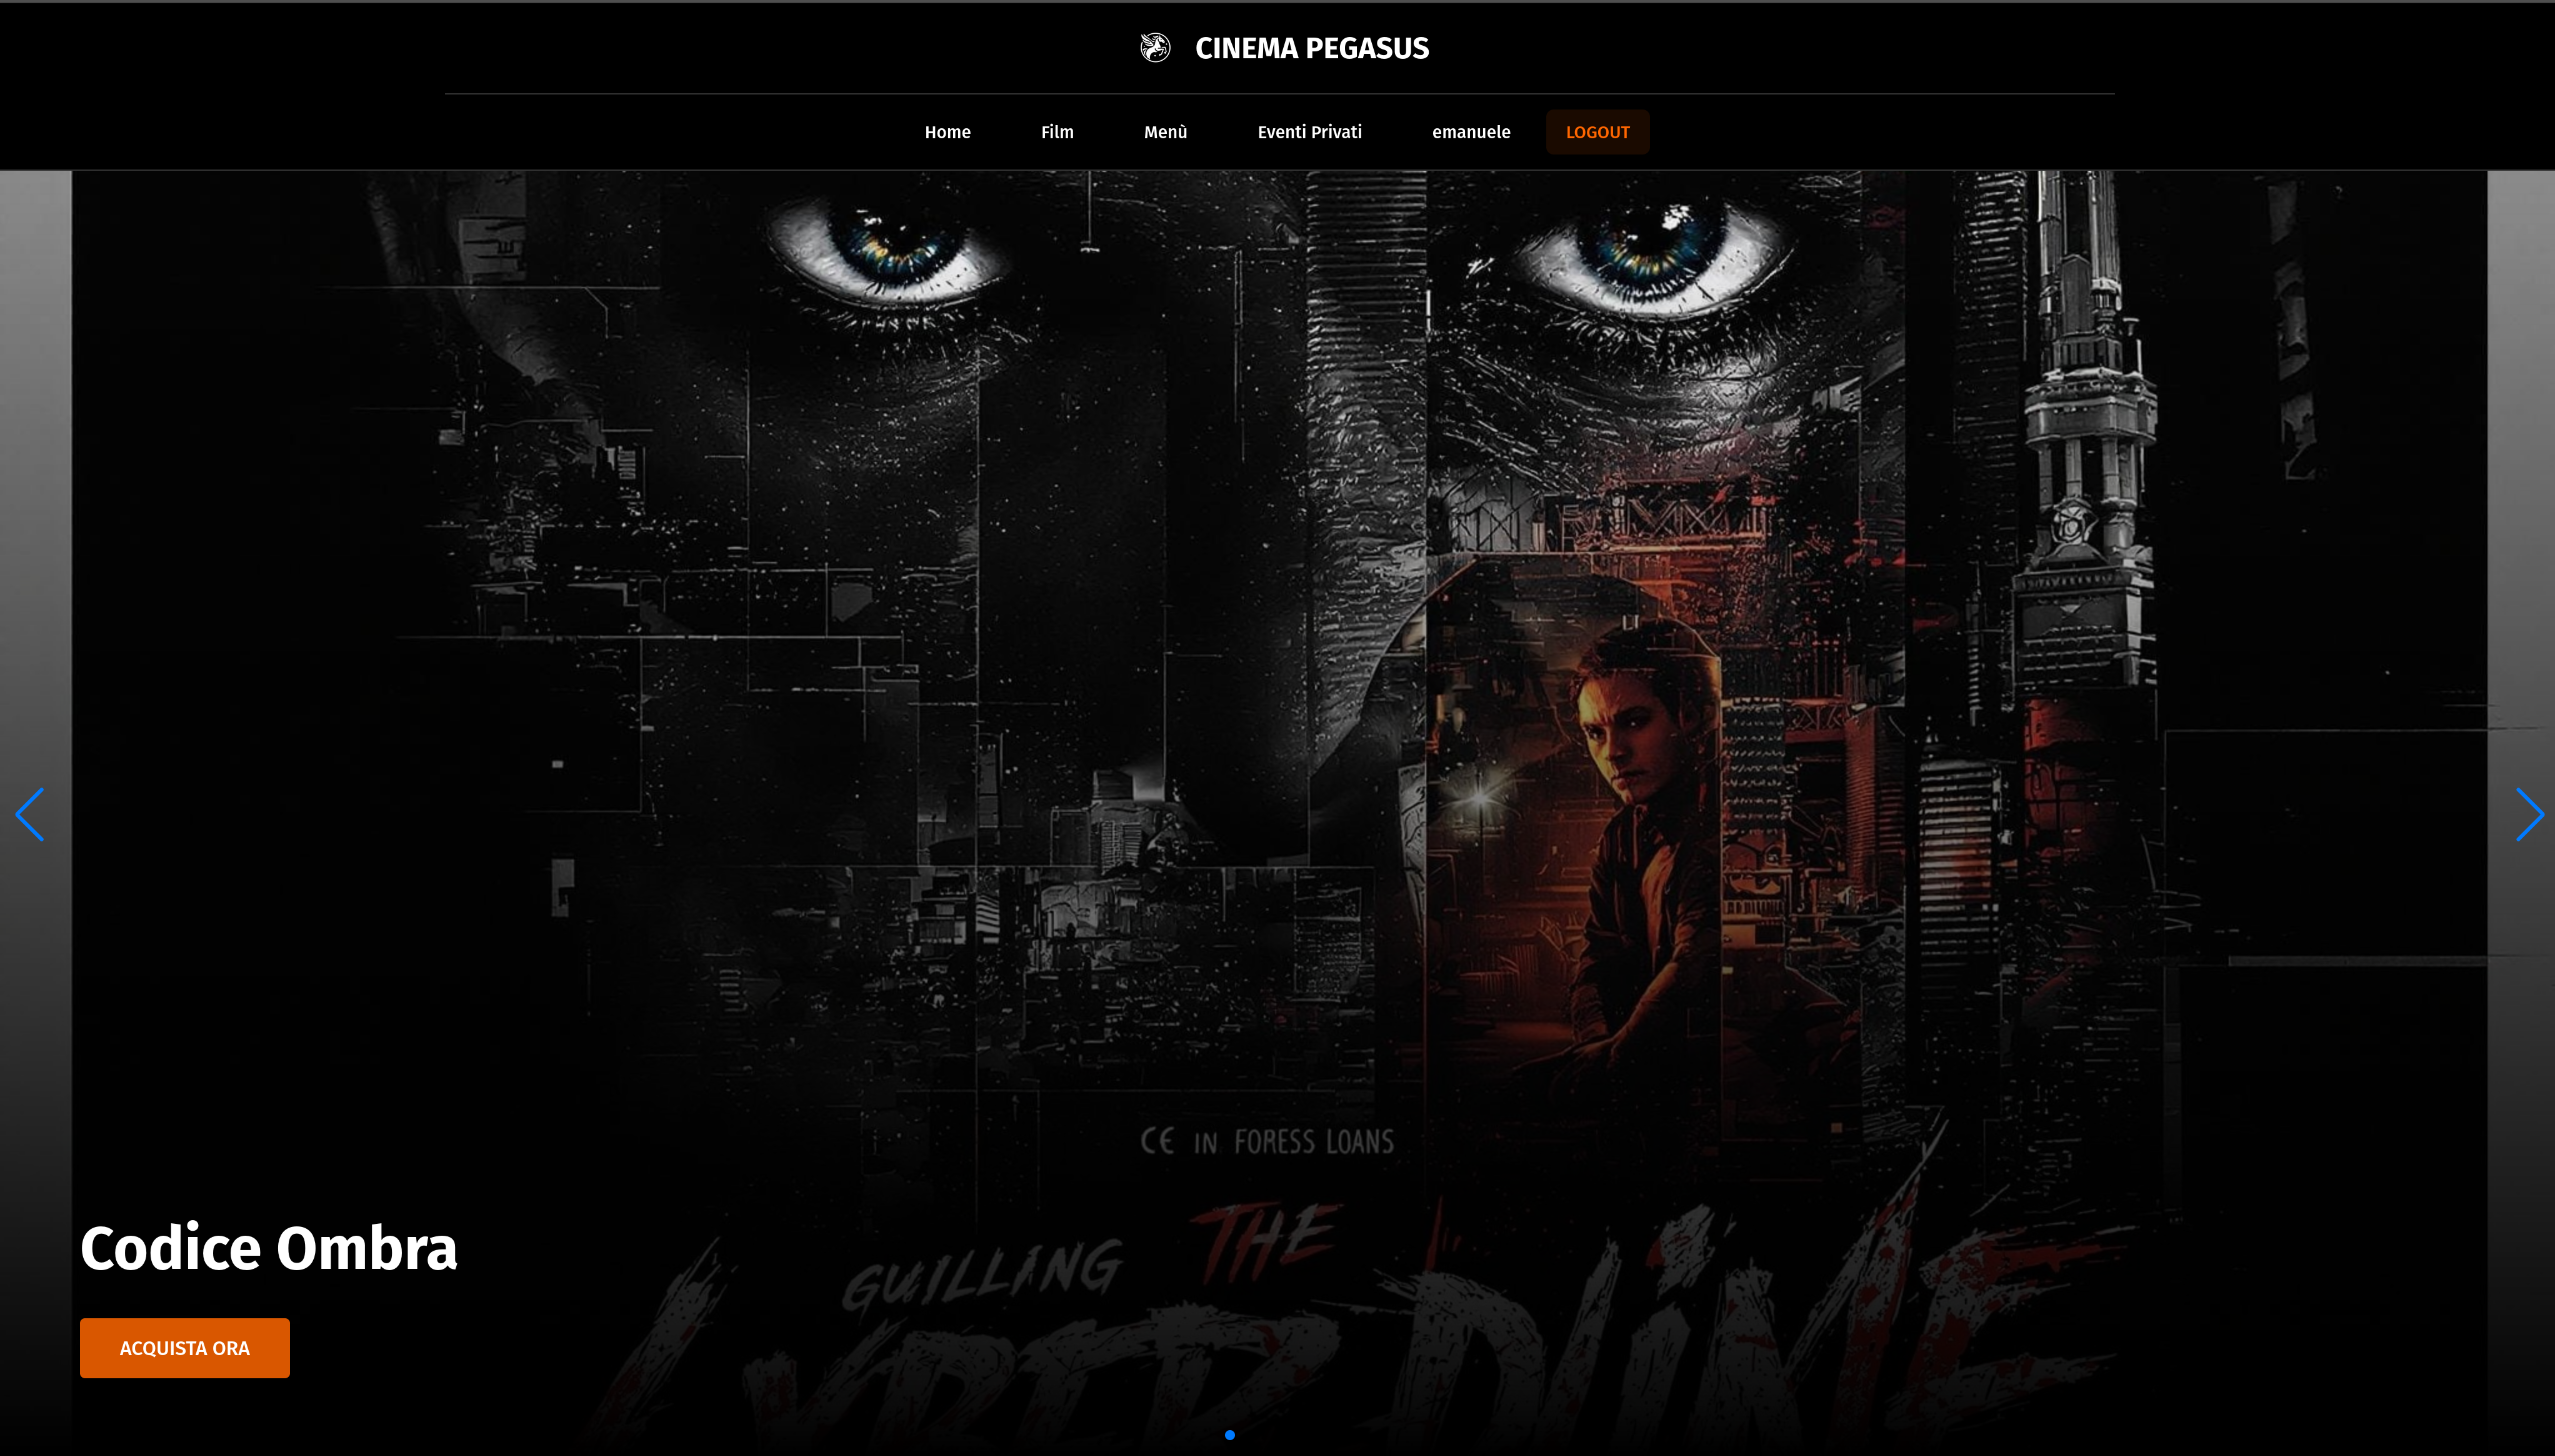 CINEMA PEGASUS
Home Film Menù Eventi Privati emanuele LOGOUT
CE IN FORESS LOANS
GUILLING THE
Codice Ombra
ACQUISTA ORA